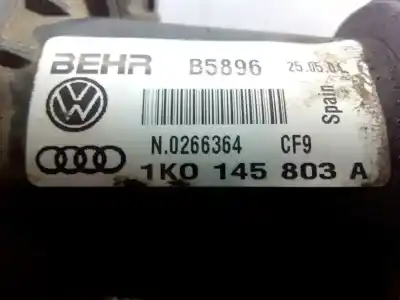 BEHR B5896 25.05.04
Spain
N.0266364 CF9
1K0 145 803 A